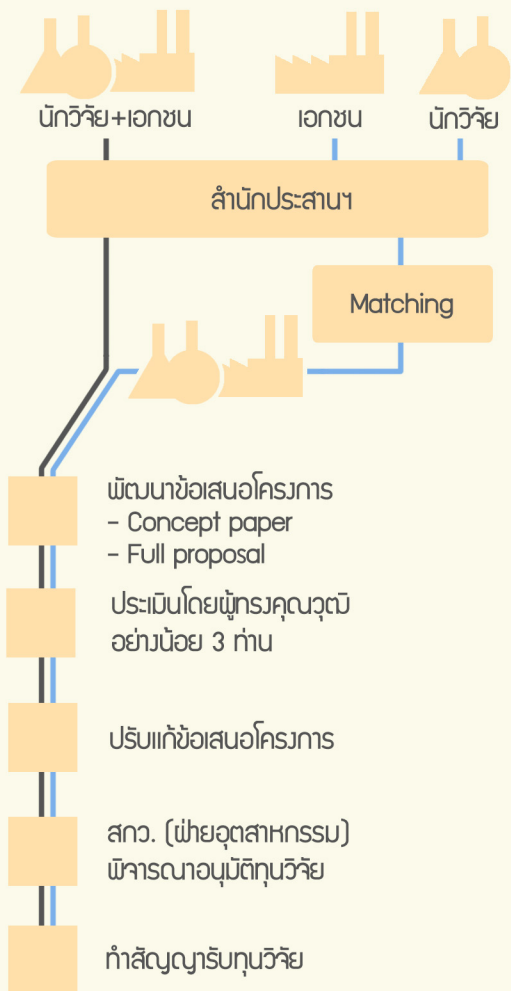 นักวิจัย+เอกชน
เอกชน
นักวิจัย
สำนักประสานฯ
Matching
พัฒนาข้อเสนอโครงการ
- Concept paper
- Full proposal
ประเมินโดยผู้ทรงคุณวุฒิ
อย่างน้อย 3 ท่าน
ปรับแก้ข้อเสนอโครงการ
สกว. (ฝ่ายอุตสาหกรรม)
พิจารณาอนุมัติทุนวิจัย
ทำสัญญารับทุนวิจัย